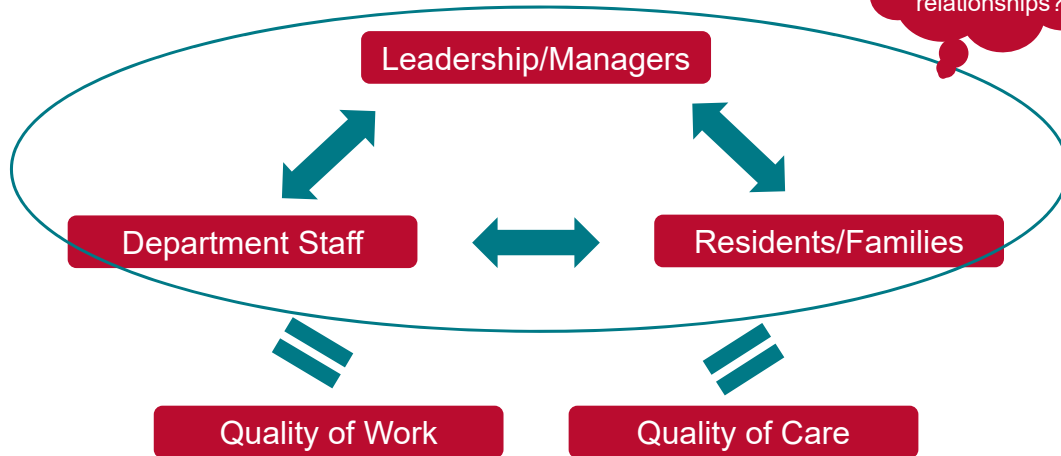 relationships?
Leadership/Managers
Department Staff
Residents/Families
Quality of Work
Quality of Care